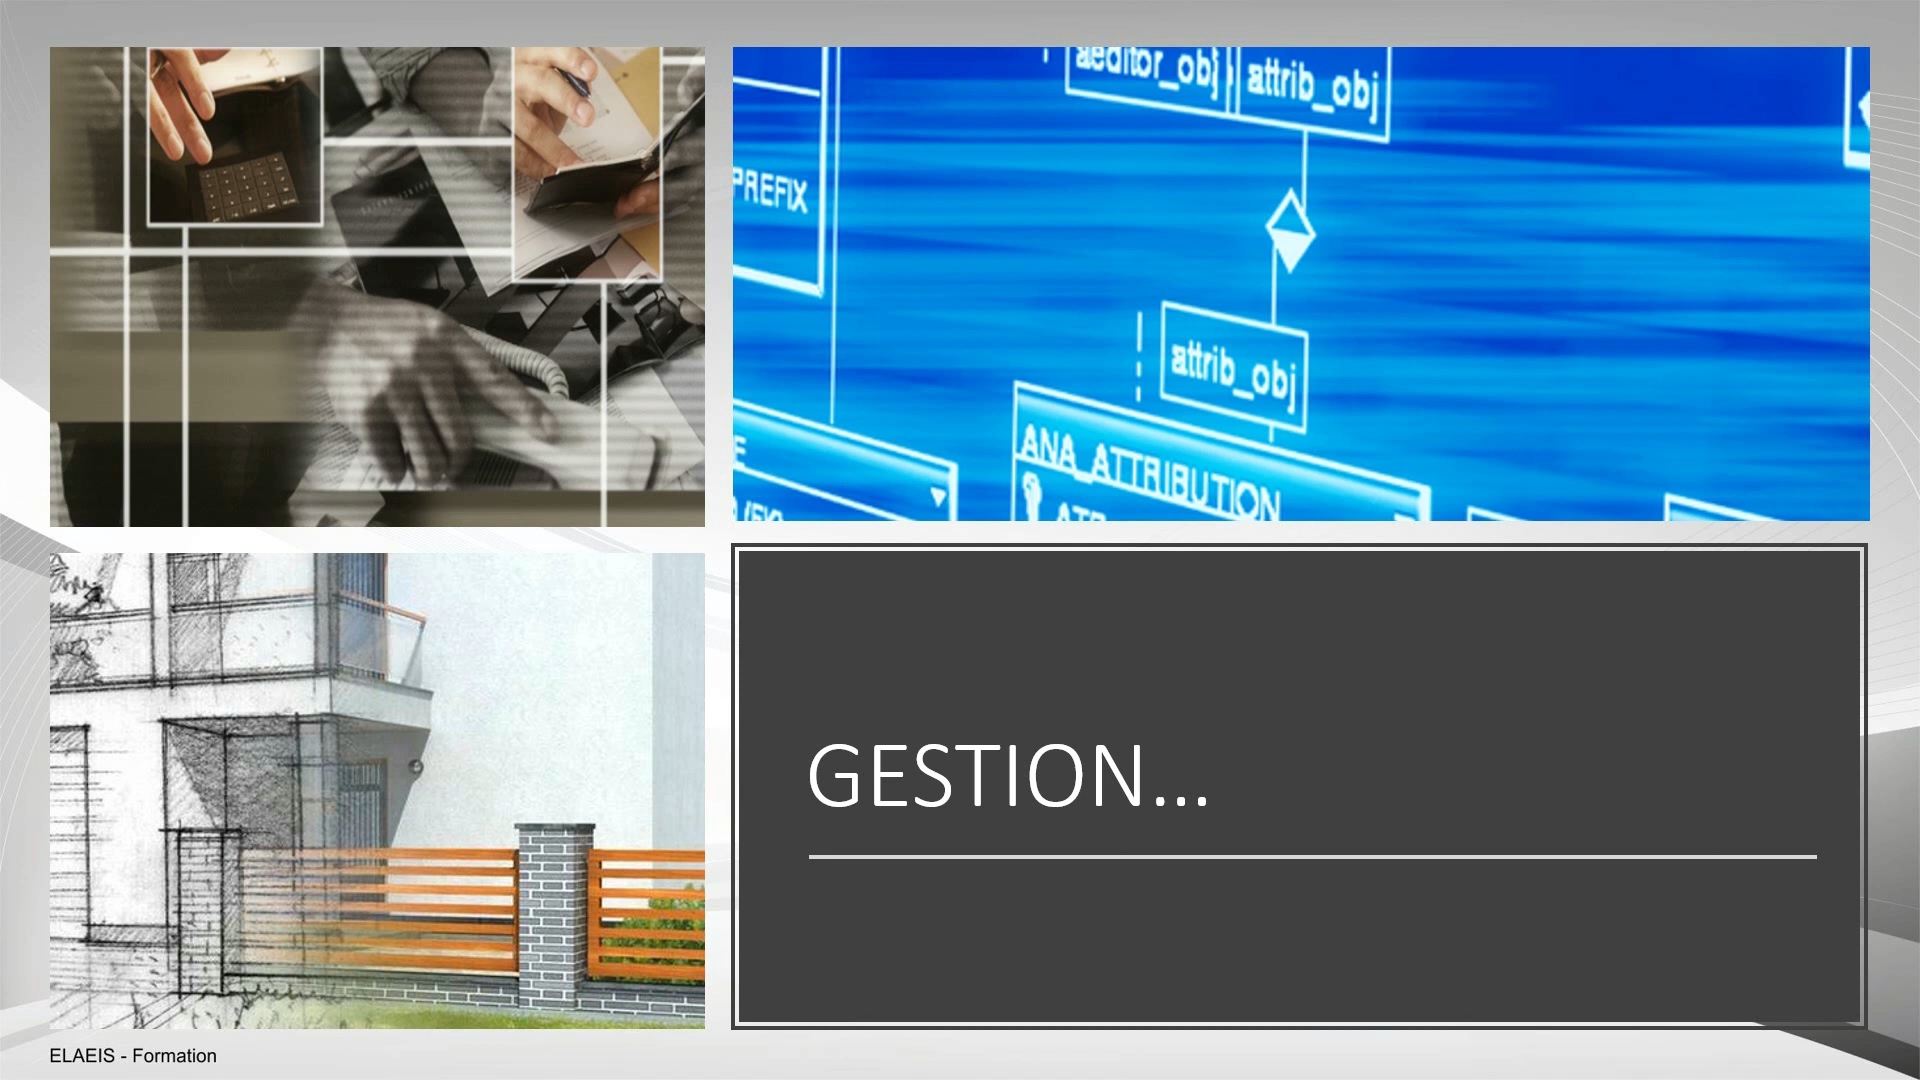 aeditor_obj
attrib_obj
PREFIX
attrib_obj
E
ANA_ATTRIBUTION
GESTION...
ELAEIS - Formation